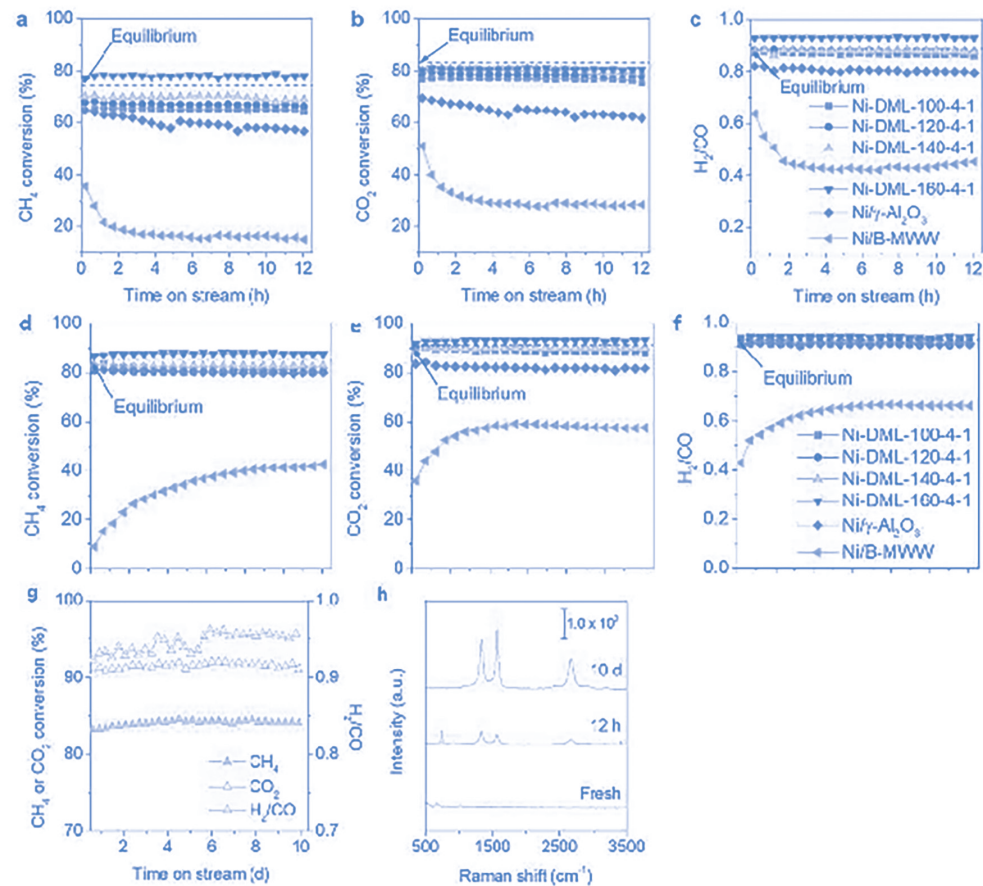 a
100
80
60
40
20
Equilibrium
CH4 conversion (%)
0 2 4 6 8 10 12
Time on stream (h)
b
100
80
60
40
20
Equilibrium
CO2 conversion (%)
0 2 4 6 8 10 12
Time on stream (h)
c
1.0
0.8
0.6
0.4
0.2
Equilibrium
Ni-DML-100-4-1
Ni-DML-120-4-1
Ni-DML-140-4-1
Ni-DML-160-4-1
Ni/γ-Al2O3
Ni/B-MWW
H2/CO
0 2 4 6 8 10 12
Time on stream (h)
d
100
80
60
40
20
0
Equilibrium
CH4 conversion (%)
e
100
80
60
40
20
0
Equilibrium
CO2 conversion (%)
f
1.0
0.8
0.6
0.4
0.2
0.0
Equilibrium
Ni-DML-100-4-1
Ni-DML-120-4-1
Ni-DML-140-4-1
Ni-DML-160-4-1
Ni/γ-Al2O3
Ni/B-MWW
H2/CO
g
100
90
80
70
1.0
0.9
0.8
0.7
CH4 or CO2 conversion (%)
H2/CO
CH4
CO2
H2/CO
2 4 6 8 10
Time on stream (d)
h
1.0 x 10³
10 d
12 h
Fresh
Intensity (a.u.)
500 1500 2500 3500
Raman shift (cm⁻¹)